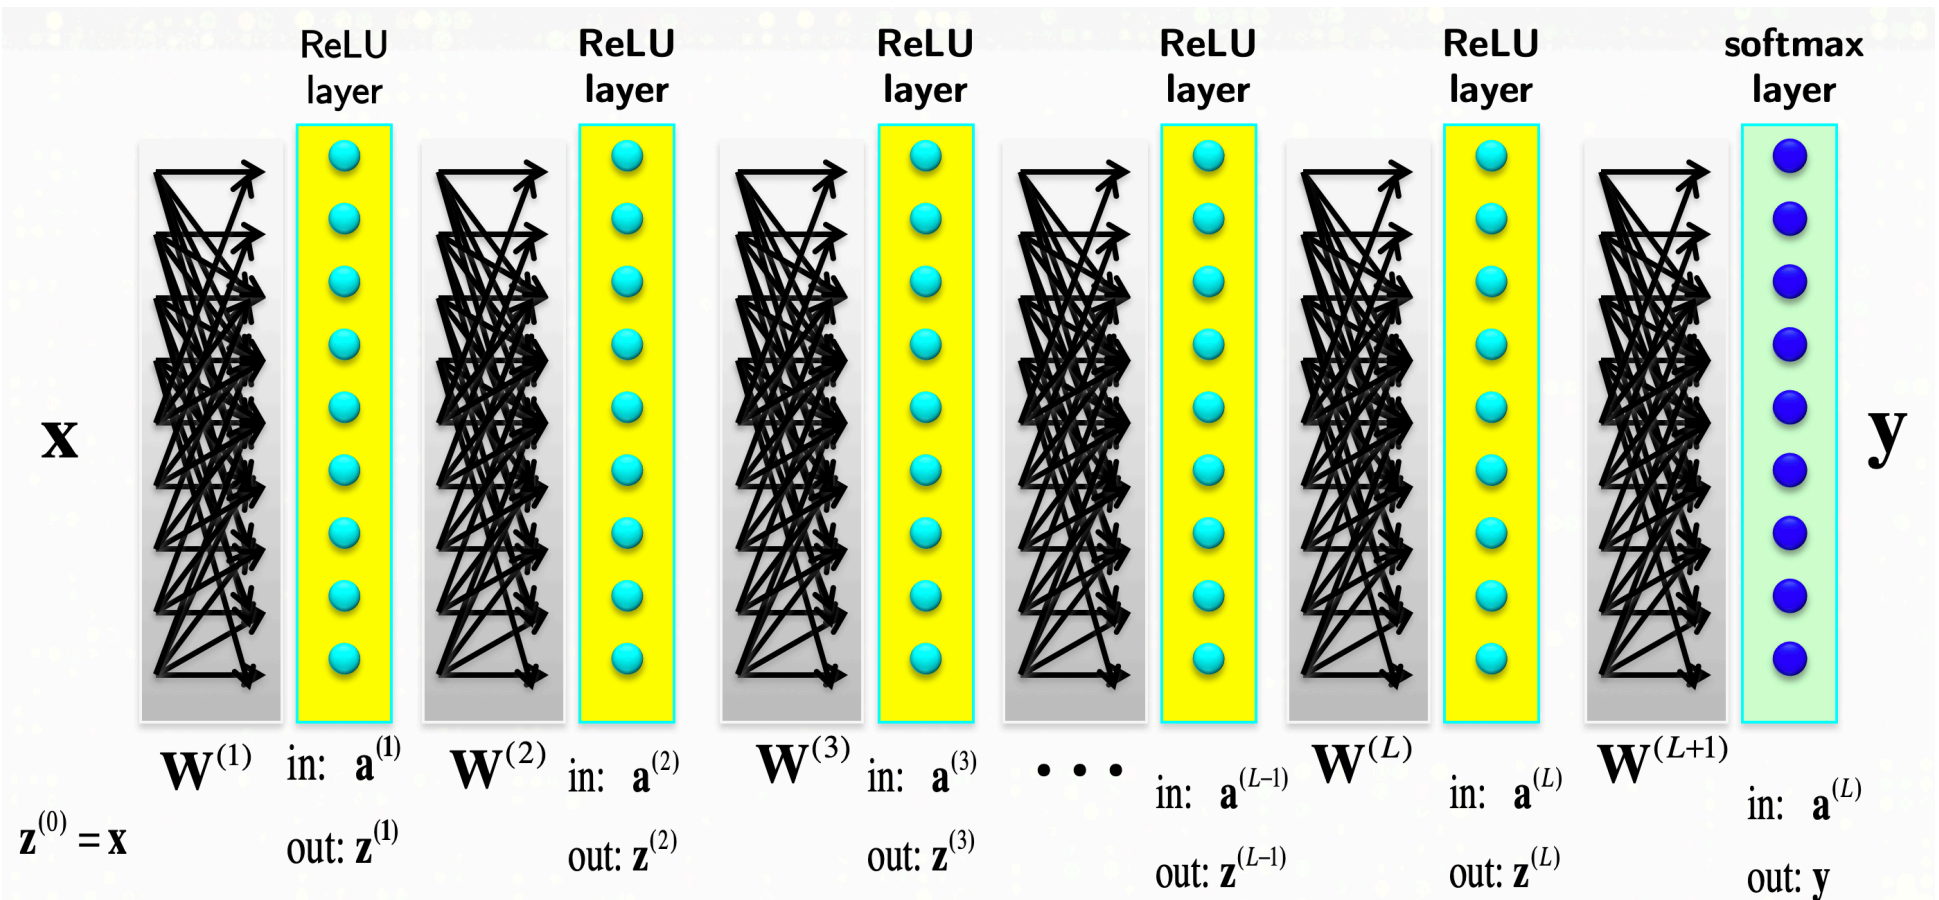 ReLU layer
ReLU layer
ReLU layer
ReLU layer
ReLU layer
softmax layer
x
y
W^(1)
in: a^(1)
W^(2)
in: a^(2)
W^(3)
in: a^(3)
• • •
in: a^(L−1)
W^(L)
in: a^(L)
W^(L+1)
in: a^(L)
z^(0) = x
out: z^(1)
out: z^(2)
out: z^(3)
out: z^(L−1)
out: z^(L)
out: y